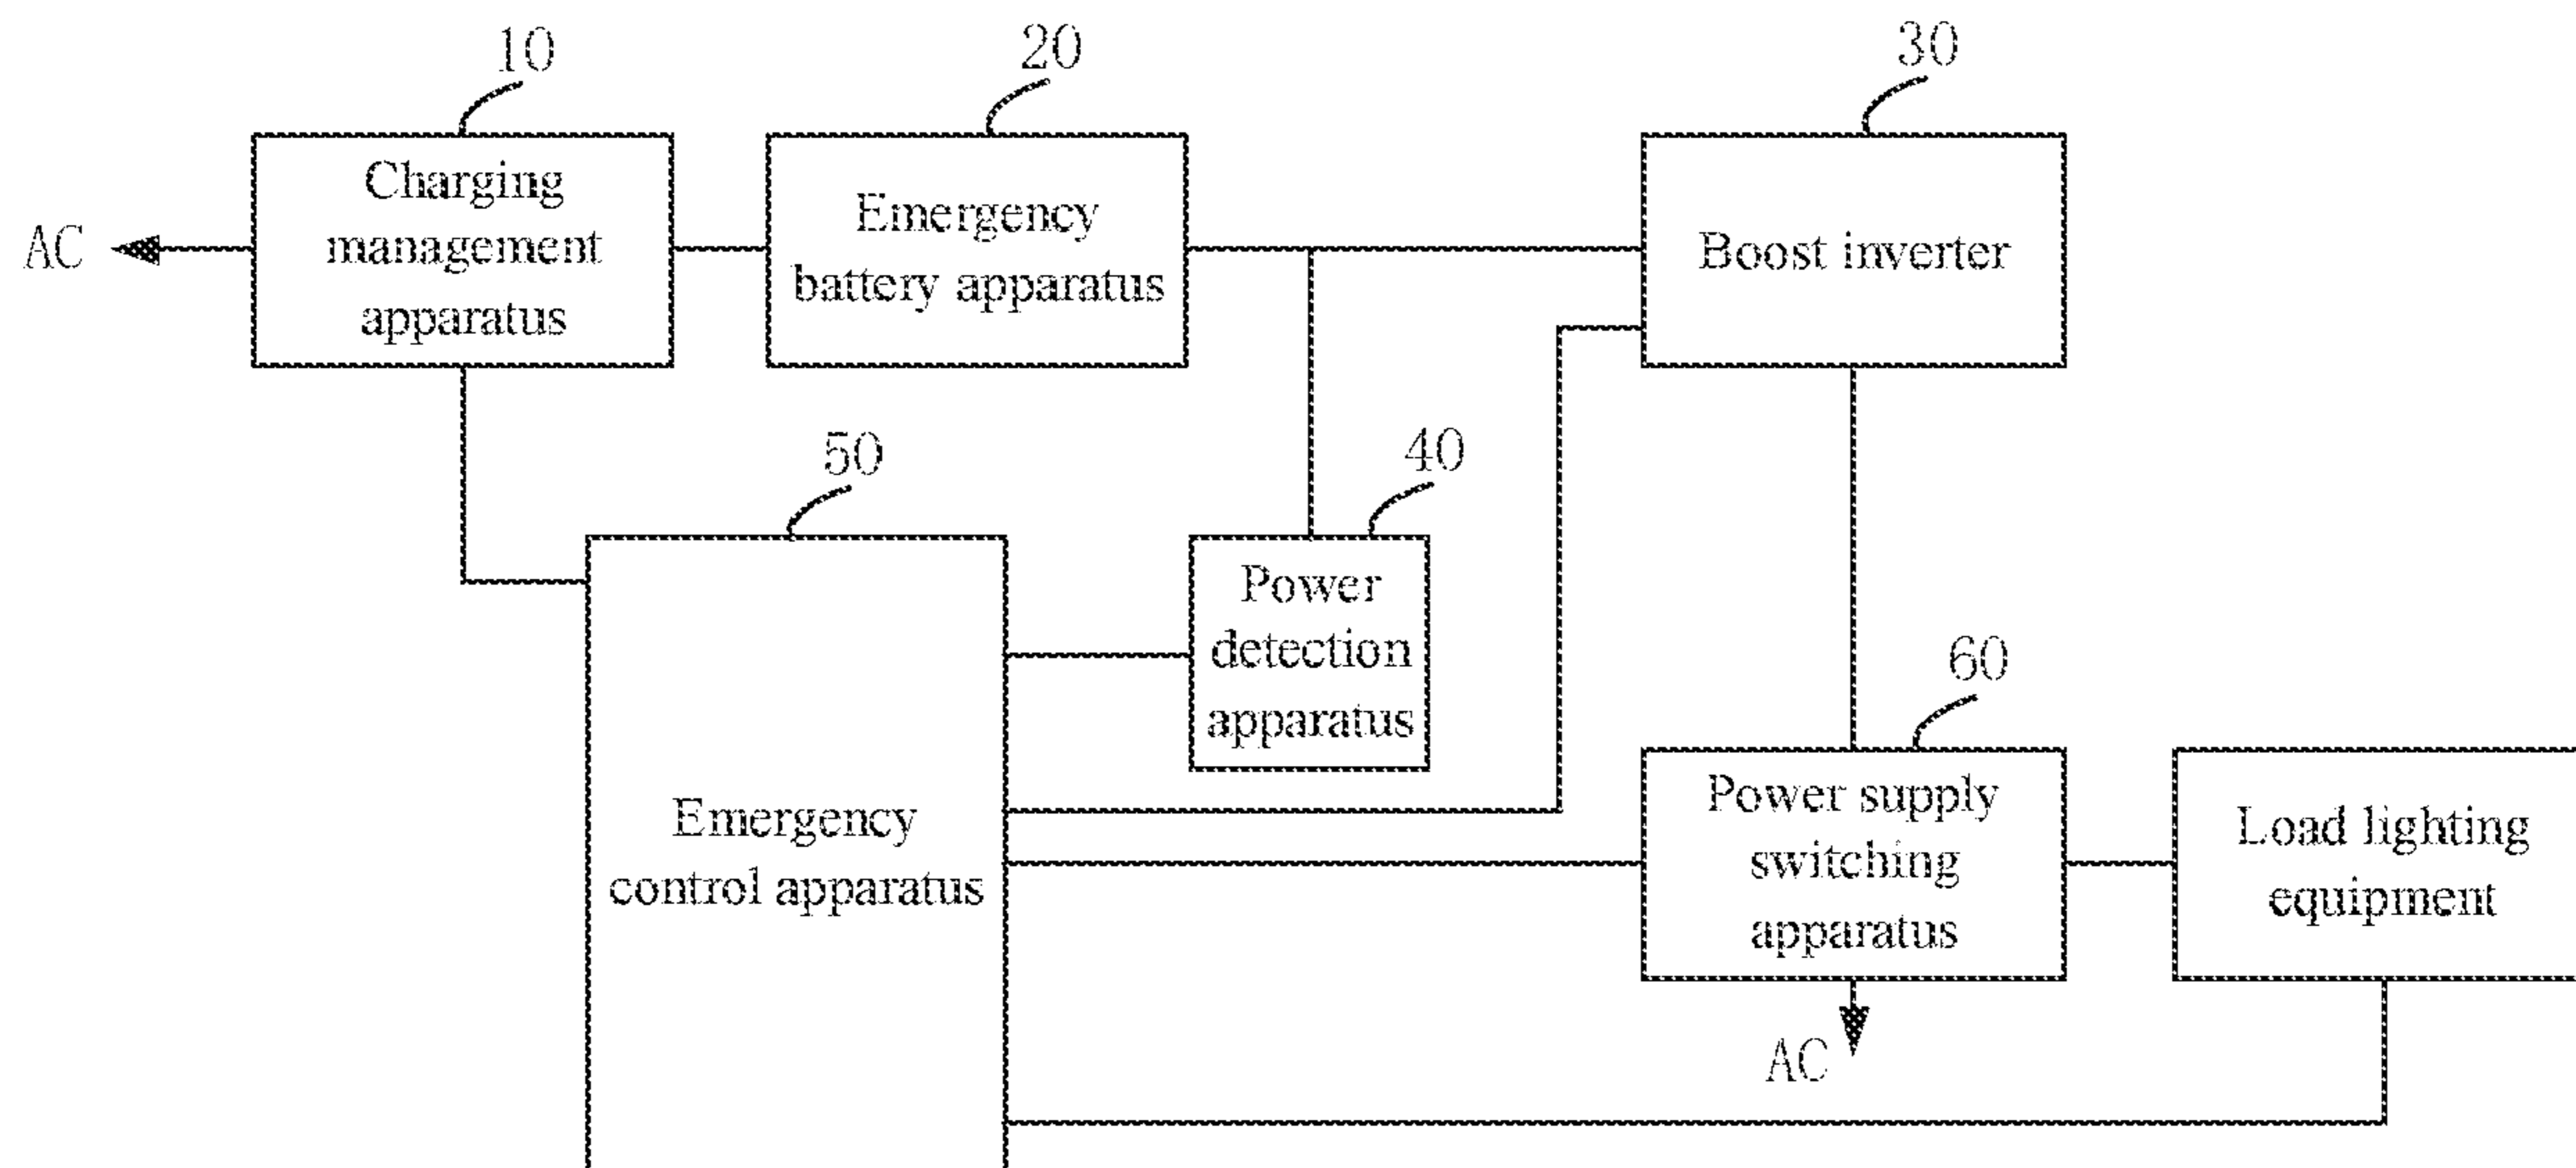 10
20
30
Charging
management
apparatus
Emergency
battery apparatus
Boost inverter
AC
50
40
Power
detection
apparatus
60
Emergency
control apparatus
Power supply
switching
apparatus
Load lighting
equipment
AC